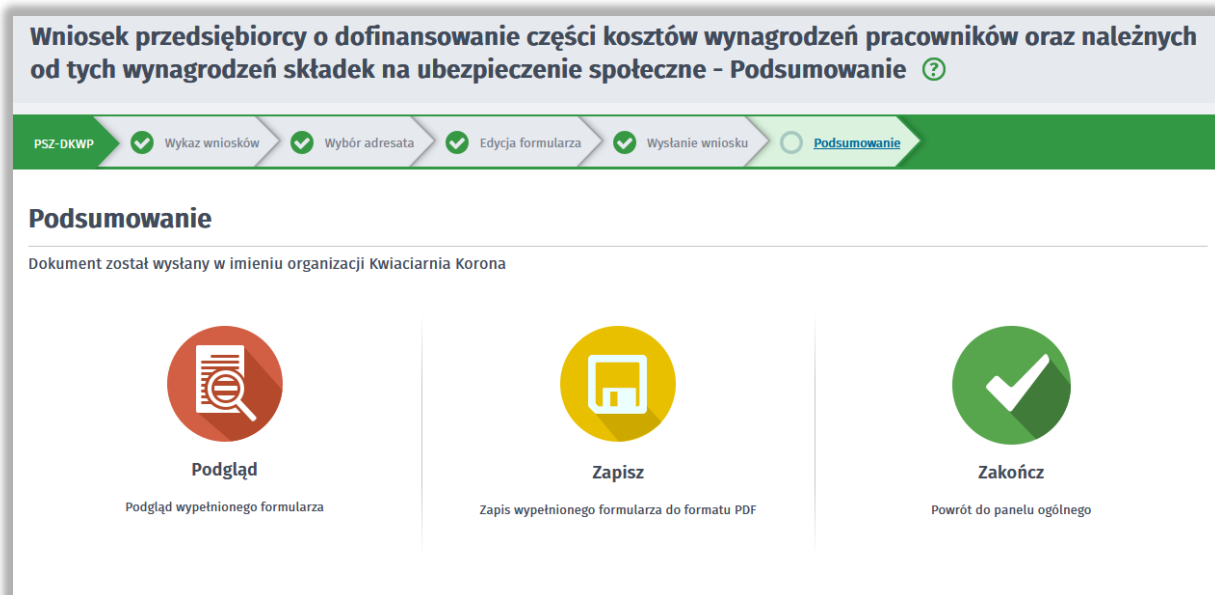 Wniosek przedsiębiorcy o dofinansowanie części kosztów wynagrodzeń pracowników oraz należnych
od tych wynagrodzeń składek na ubezpieczenie społeczne - Podsumowanie ?
PSZ-DKWP Wykaz wniosków Wybór adresata Edycja formularza Wysłanie wniosku Podsumowanie
Podsumowanie
Dokument został wysłany w imieniu organizacji Kwiaciarnia Korona
Podgląd
Podgląd wypełnionego formularza
Zapisz
Zapis wypełnionego formularza do formatu PDF
Zakończ
Powrót do panelu ogólnego